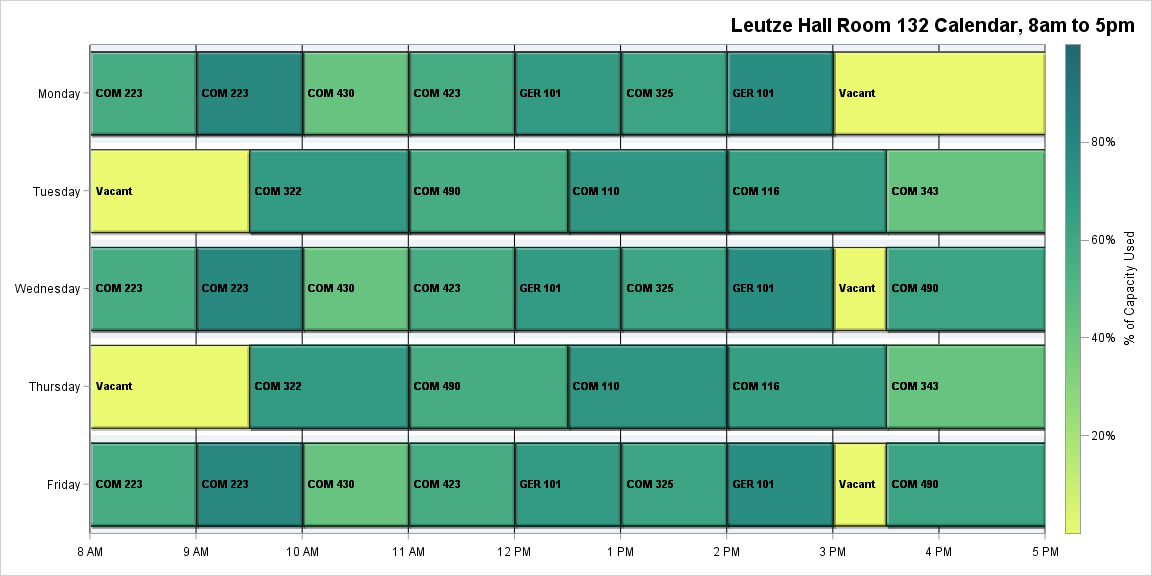 Leutze Hall Room 132 Calendar, 8am to 5pm
Monday COM 223 COM 223 COM 430 COM 423 GER 101 COM 325 GER 101 Vacant
80%
Tuesday Vacant COM 322 COM 490 COM 110 COM 116 COM 343
60%
Wednesday COM 223 COM 223 COM 430 COM 423 GER 101 COM 325 GER 101 Vacant COM 490
% of Capacity Used
40%
Thursday Vacant COM 322 COM 490 COM 110 COM 116 COM 343
20%
Friday COM 223 COM 223 COM 430 COM 423 GER 101 COM 325 GER 101 Vacant COM 490
8 AM 9 AM 10 AM 11 AM 12 PM 1 PM 2 PM 3 PM 4 PM 5 PM